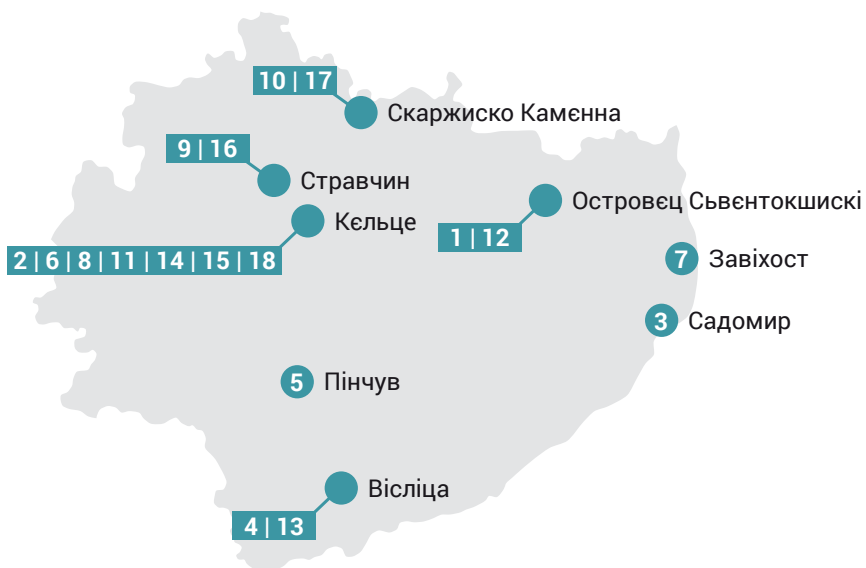 10 | 17
Скаржиско Камєнна
9 | 16
Стравчин
Островєц Сьвєнтокшискі
Кєльце
1 | 12
2 | 6 | 8 | 11 | 14 | 15 | 18
7 Завіхост
3 Садомир
5 Пінчув
Вісліца
4 | 13